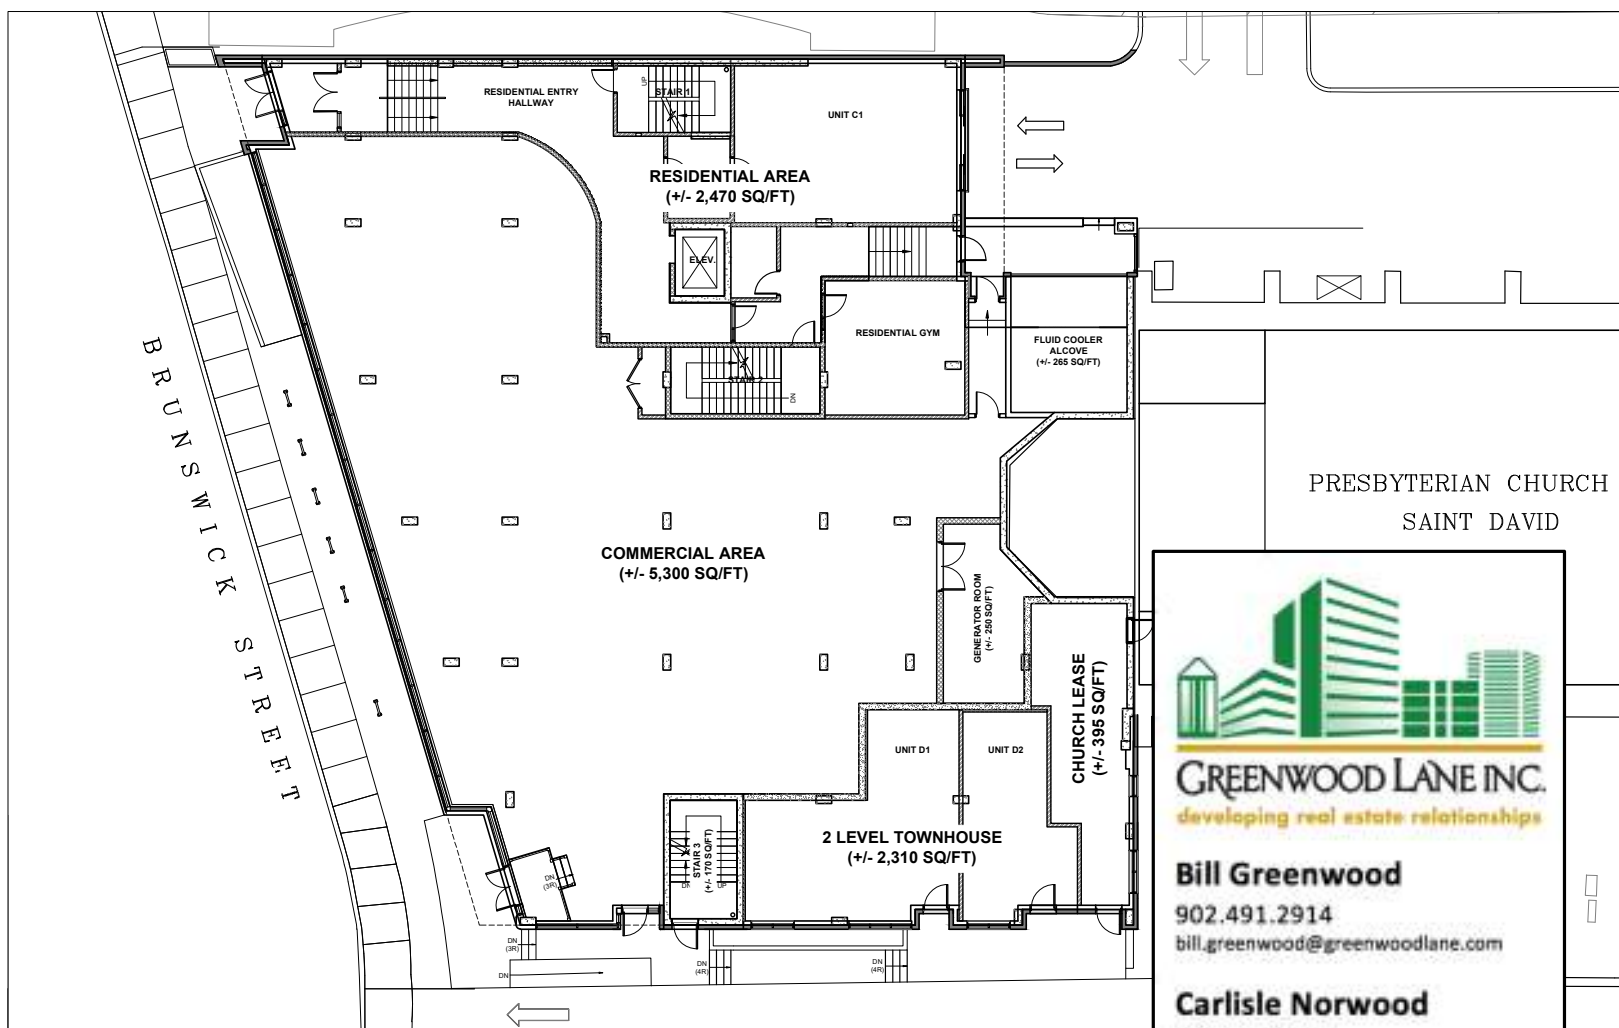 RESIDENTIAL ENTRY
HALLWAY
UP
STAIR 1
UNIT C1
RESIDENTIAL AREA
(+/- 2,470 SQ/FT)
ELEV.
RESIDENTIAL GYM
FLUID COOLER
ALCOVE
(+/- 265 SQ/FT)
STAIR 2
DN
BRUNSWICK STREET
PRESBYTERIAN CHURCH
SAINT DAVID
COMMERCIAL AREA
(+/- 5,300 SQ/FT)
GENERATOR ROOM
(+/- 250 SQ/FT)
CHURCH LEASE
(+/- 395 SQ/FT)
UNIT D1
UNIT D2
2 LEVEL TOWNHOUSE
(+/- 2,310 SQ/FT)
STAIR 3
(+/- 170 SQ/FT)
DN
UP
DN
(3R)
DN
(3R)
DN
DN
(4R)
DN
(4R)
GREENWOOD LANE INC.
developing real estate relationships
Bill Greenwood
902.491.2914
bill.greenwood@greenwoodlane.com
Carlisle Norwood